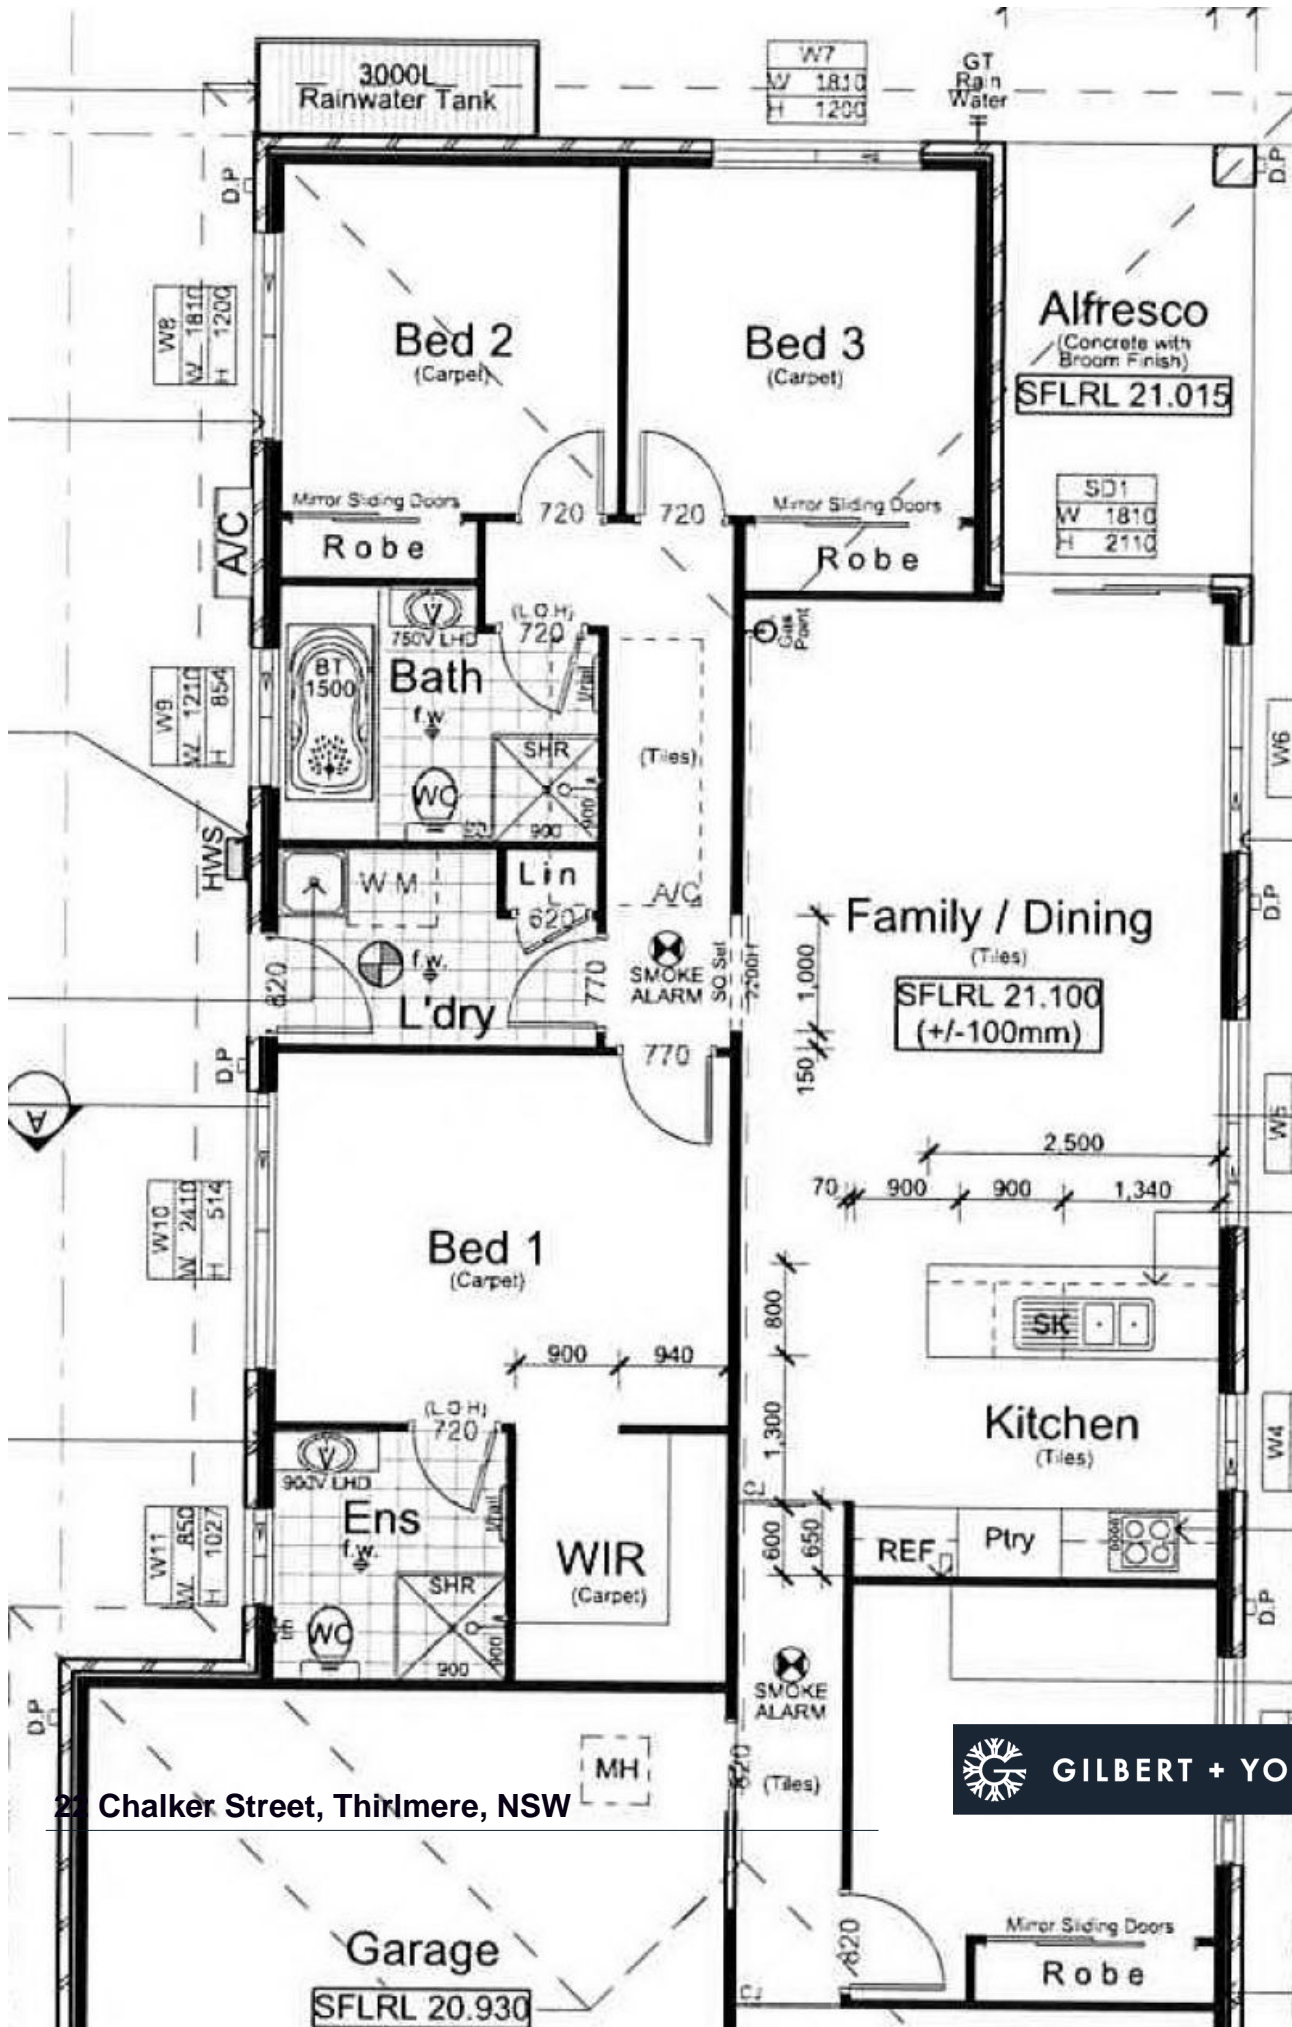 3000L
Rainwater Tank
W7
W 1810
H 1200
GT
Rain
Water
D.P
D.P
W8
W 1810
H 1200
Bed 2
(Carpet)
Bed 3
(Carpet)
Alfresco
(Concrete with
Broom Finish)
SFLRL 21.015
SD1
W 1810
H 2110
A/C
Mirror Sliding Doors
720
720
Mirror Sliding Doors
Robe
Robe
(L.O.H)
720
750V LHD
Gas
Point
W9
W 1210
H 854
BT
1500
Bath
f.w.
(Tiles)
SHR
WC
900
900
W6
HWS
W.M
Lin
620
A/C
Family / Dining
(Tiles)
SFLRL 21.100
(+/-100mm)
D.P
820
f.w.
L'dry
770
SMOKE
ALARM
SQ Set
2200H
1,000
150
770
D.P
A
W5
2,500
70 900 900 1,340
W10
W 2410
H 514
Bed 1
(Carpet)
800
SK
900 940
(L.O.H)
720
1,300
Kitchen
(Tiles)
W4
900V LHD
CJ
W11
W 850
H 1027
Ens
f.w.
WIR
(Carpet)
600
650
REF
Ptry
SHR
WC
900
900
D.P
SMOKE
ALARM
D.P
MH
820
(Tiles)
GILBERT + YO
22 Chalker Street, Thirlmere, NSW
820
Mirror Sliding Doors
Robe
Garage
SFLRL 20.930
CJ